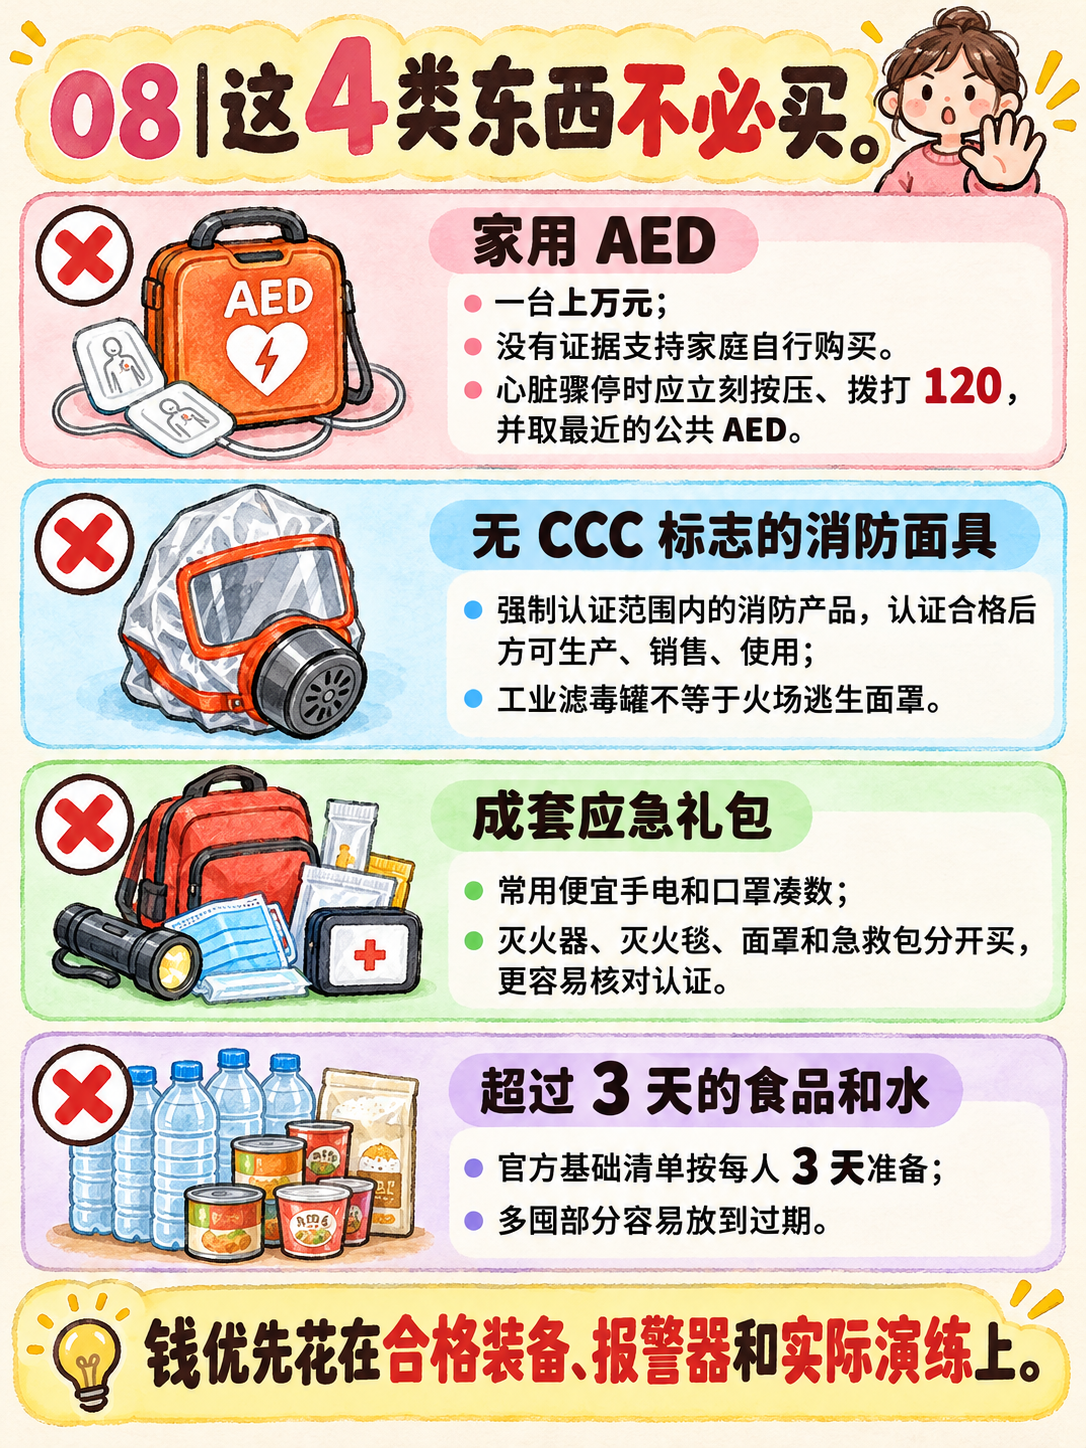 08|这4类东西不必买。
AED
家用 AED
一台上万元；
没有证据支持家庭自行购买。
心脏骤停时应立刻按压、拨打 120，
并取最近的公共 AED。
无 CCC 标志的消防面具
强制认证范围内的消防产品，认证合格后
方可生产、销售、使用；
工业滤毒罐不等于火场逃生面罩。
成套应急礼包
常用便宜手电和口罩凑数；
灭火器、灭火毯、面罩和急救包分开买，
更容易核对认证。
超过 3 天的食品和水
官方基础清单按每人 3 天准备；
多囤部分容易放到过期。
钱优先花在合格装备、报警器和实际演练上。